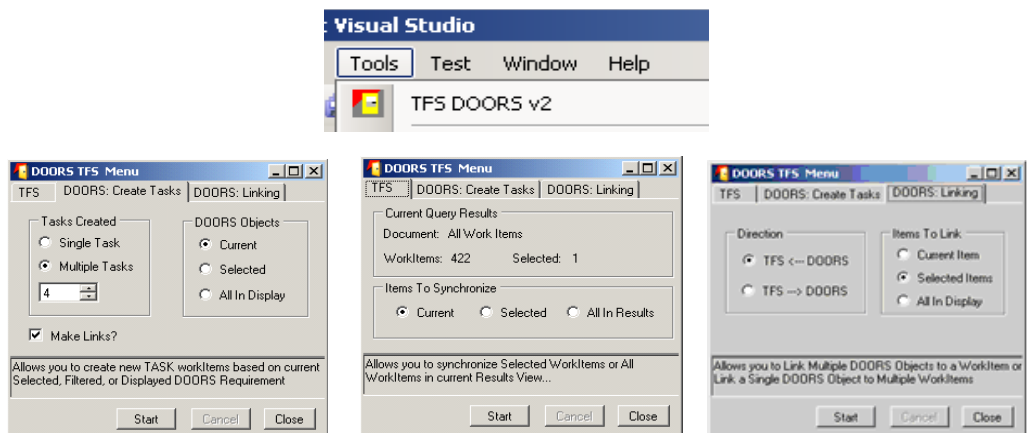 : Visual Studio
Tools Test Window Help
TFS DOORS v2
DOORS TFS Menu
TFS DOORS: Create Tasks DOORS: Linking
Tasks Created
Single Task
Multiple Tasks
4
DOORS Objects
Current
Selected
All In Display
Make Links?
Allows you to create new TASK workItems based on current
Selected, Filtered, or Displayed DOORS Requirement
Start Cancel Close
DOORS TFS Menu
TFS DOORS: Create Tasks DOORS: Linking
Current Query Results
Document: All Work Items
WorkItems: 422 Selected: 1
Items To Synchronize
Current Selected All In Results
Allows you to synchronize Selected WorkItems or All
WorkItems in current Results View...
Start Cancel Close
DOORS TFS Menu
TFS DOORS: Create Tasks DOORS: Linking
Direction
TFS <-- DOORS
TFS --> DOORS
Items To Link
Current Item
Selected Items
All In Display
Allows you to Link Multiple DOORS Objects to a WorkItem or
Link a Single DOORS Object to Multiple WorkItems
Start Cancel Close